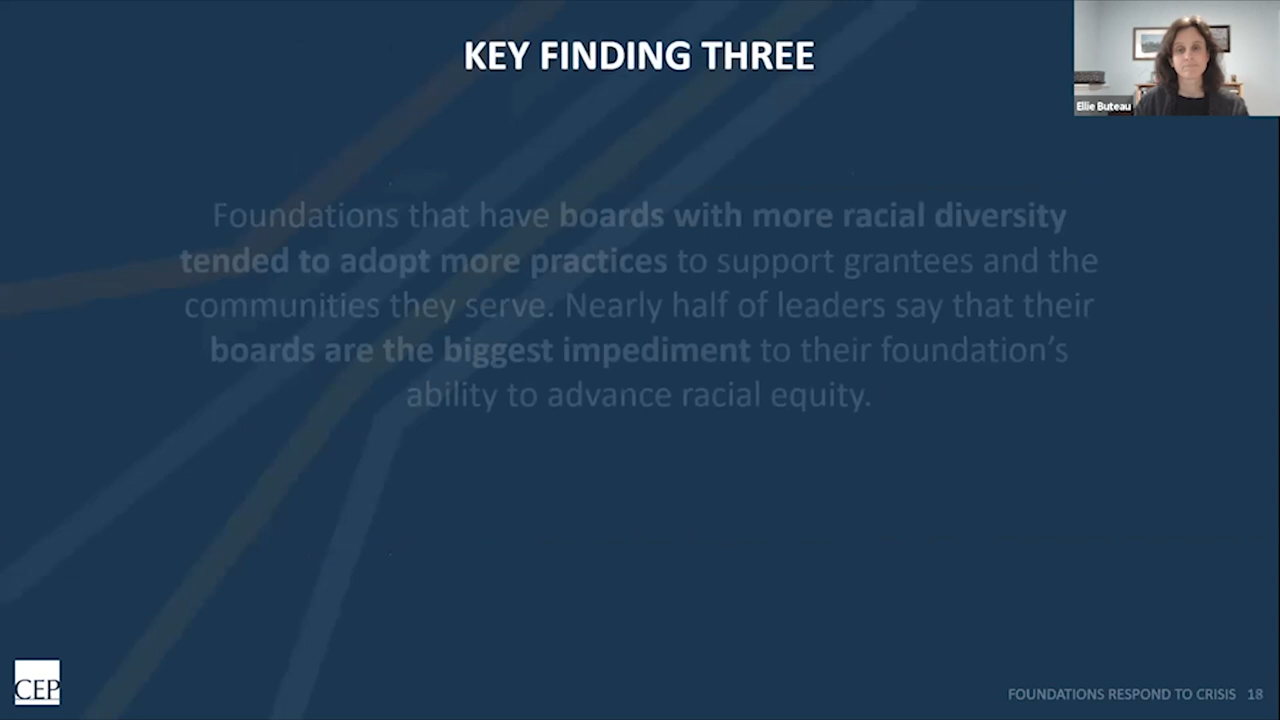 KEY FINDING THREE
Ellie Buteau
Foundations that have boards with more racial diversity
tended to adopt more practices to support grantees and the
communities they serve. Nearly half of leaders say that their
boards are the biggest impediment to their foundation's
ability to advance racial equity.
CEP
FOUNDATIONS RESPOND TO CRISIS 18